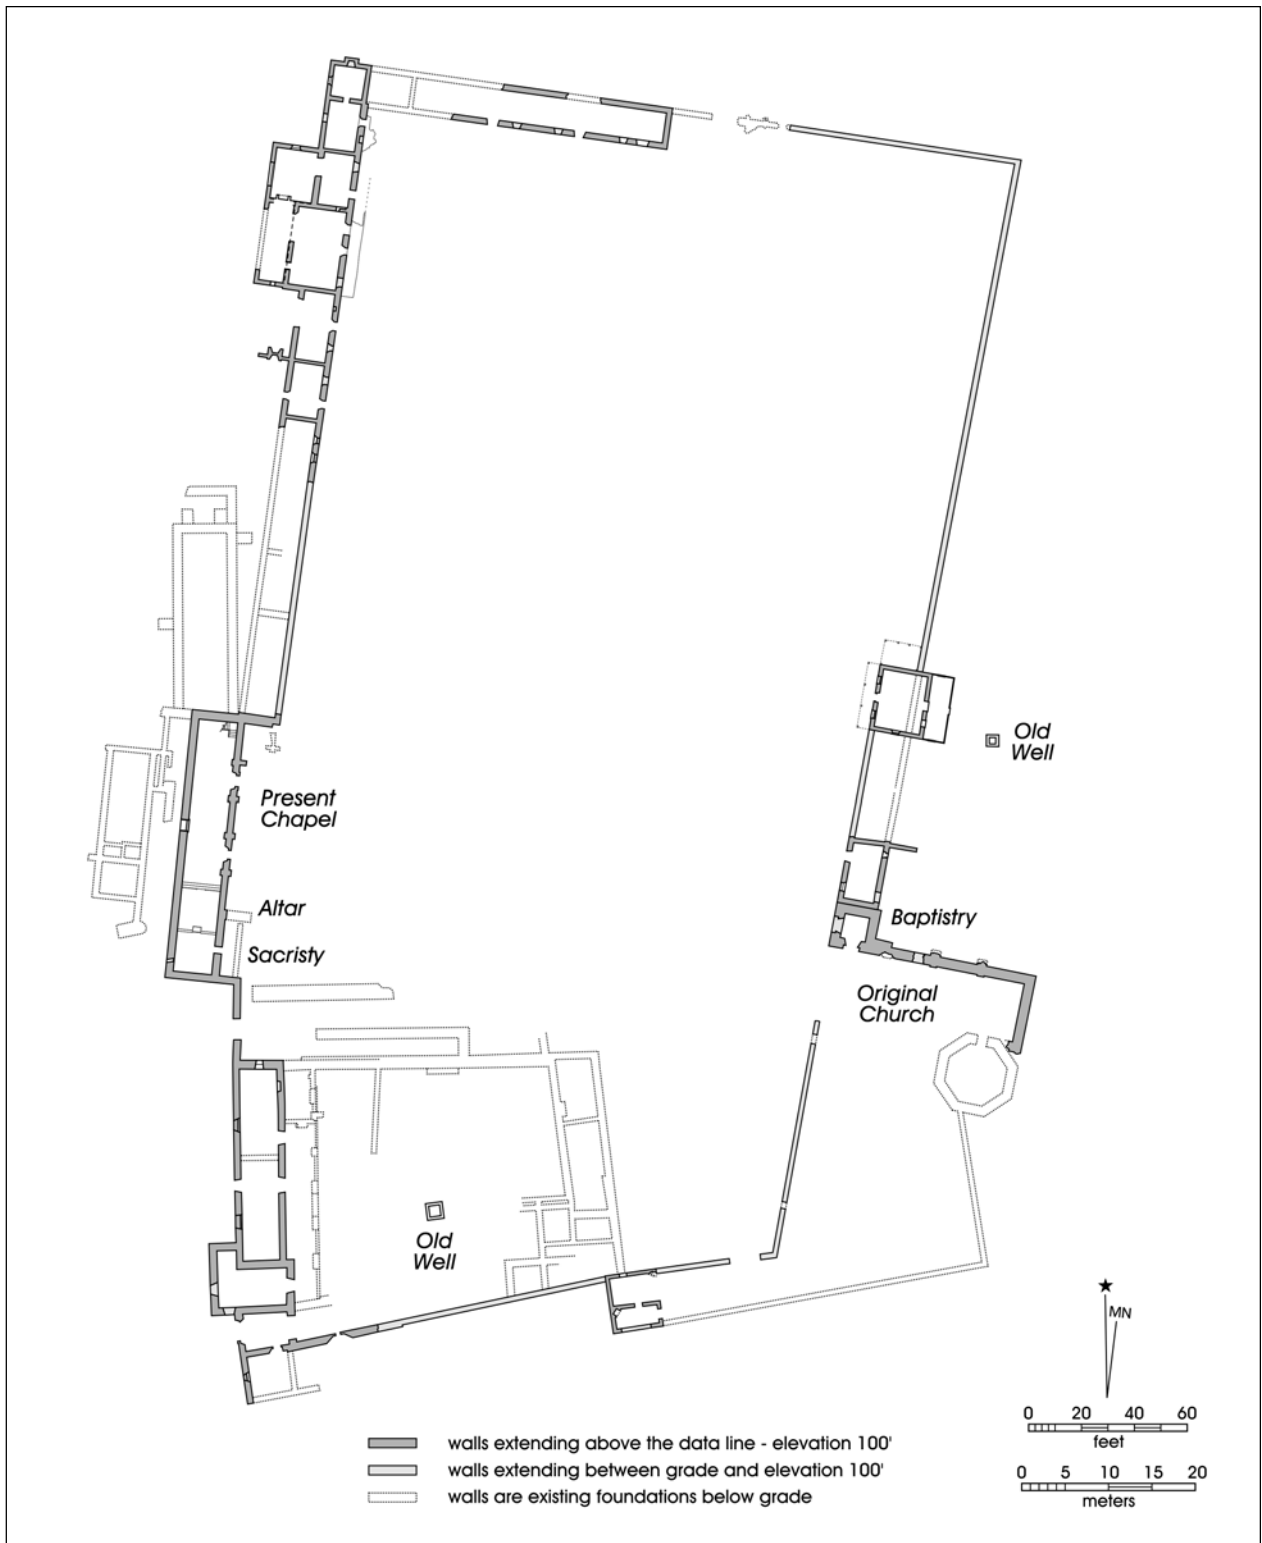 Old
Well
Present
Chapel
Altar
Baptistry
Sacristy
Original
Church
Old
Well
MN
0 20 40 60
feet
walls extending above the data line - elevation 100'
walls extending between grade and elevation 100'
0 5 10 15 20
walls are existing foundations below grade
meters